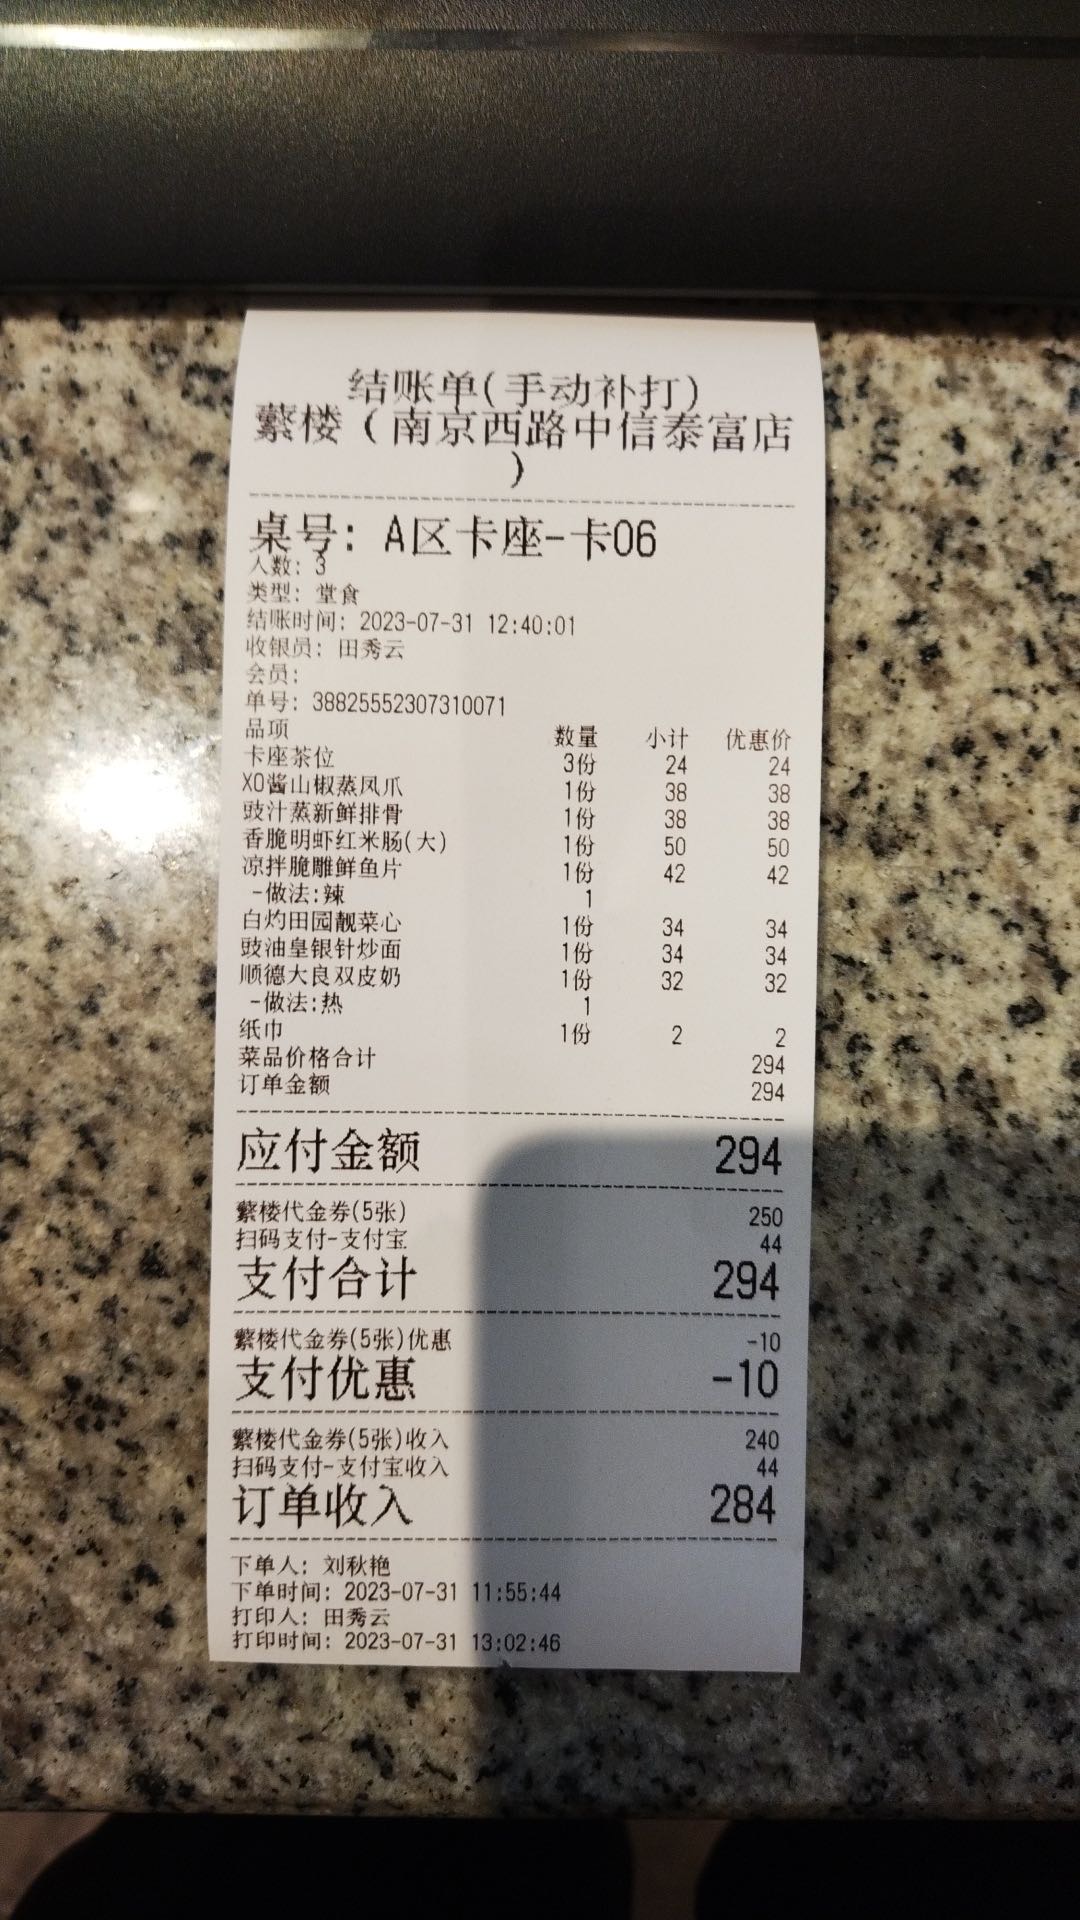 结账单(手动补打)
蘩楼（南京西路中信泰富店
）
桌号: A区卡座-卡06
人数: 3
类型: 堂食
结账时间: 2023-07-31 12:40:01
收银员: 田秀云
会员:
单号: 38825552307310071
品项 数量 小计 优惠价
卡座茶位 3份 24 24
XO酱山椒蒸凤爪 1份 38 38
豉汁蒸新鲜排骨 1份 38 38
香脆明虾红米肠(大) 1份 50 50
凉拌脆雕鲜鱼片 1份 42 42
-做法:辣 1
白灼田园靓菜心 1份 34 34
豉油皇银针炒面 1份 34 34
顺德大良双皮奶 1份 32 32
-做法:热 1
纸巾 1份 2 2
菜品价格合计 294
订单金额 294
应付金额 294
蘩楼代金券(5张) 250
扫码支付-支付宝 44
支付合计 294
蘩楼代金券(5张)优惠 -10
支付优惠 -10
蘩楼代金券(5张)收入 240
扫码支付-支付宝收入 44
订单收入 284
下单人: 刘秋艳
下单时间: 2023-07-31 11:55:44
打印人: 田秀云
打印时间: 2023-07-31 13:02:46